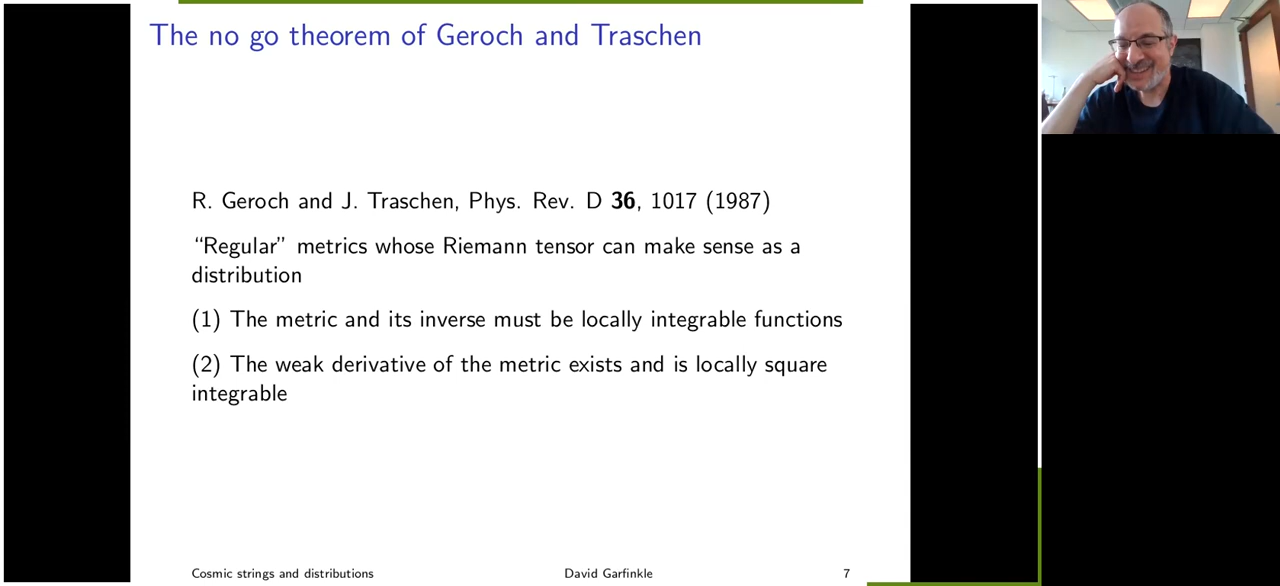 The no go theorem of Geroch and Traschen
R. Geroch and J. Traschen, Phys. Rev. D 36, 1017 (1987)
“Regular” metrics whose Riemann tensor can make sense as a
distribution
(1) The metric and its inverse must be locally integrable functions
(2) The weak derivative of the metric exists and is locally square
integrable
Cosmic strings and distributions David Garfinkle 7